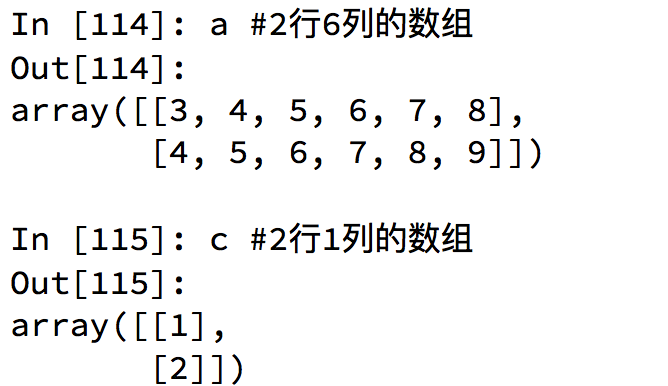 In [114]: a #2行6列的数组
Out[114]:
array([[3, 4, 5, 6, 7, 8],
       [4, 5, 6, 7, 8, 9]])
In [115]: c #2行1列的数组
Out[115]:
array([[1],
       [2]])